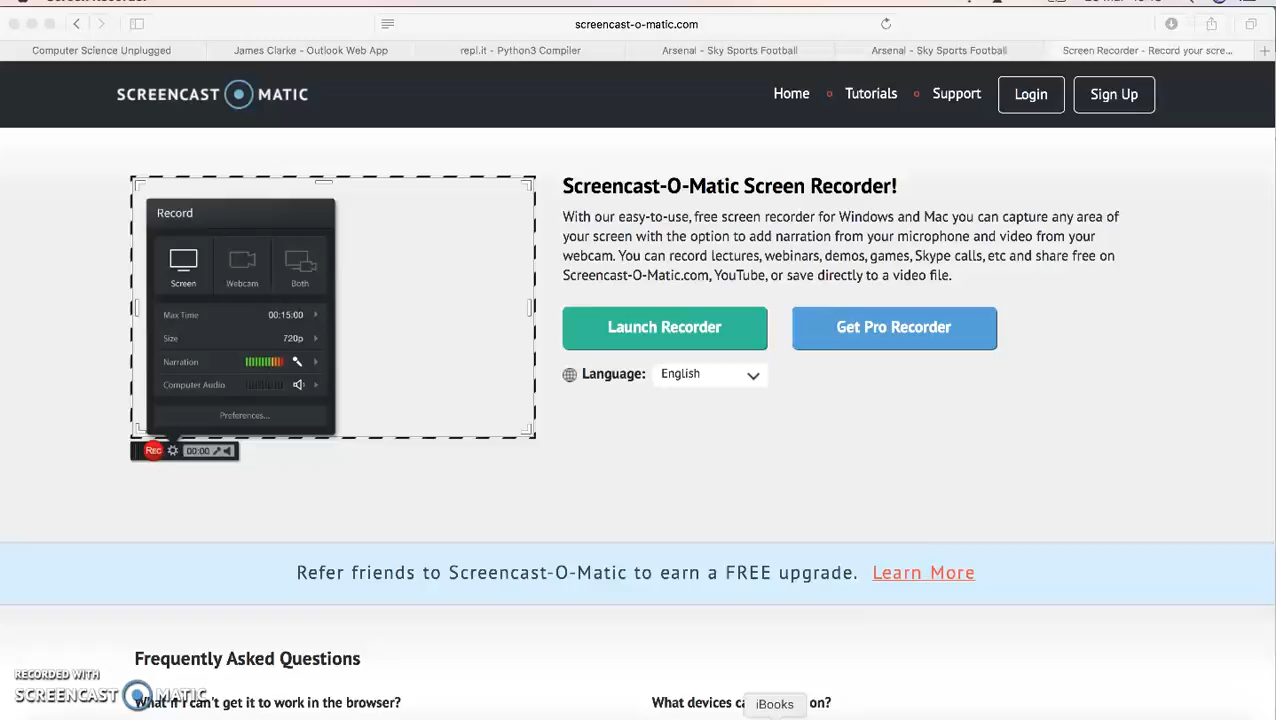 screencast-o-matic.com
Computer Science Unplugged
James Clarke - Outlook Web App
repl.it - Python3 Compiler
Arsenal - Sky Sports Football
Arsenal - Sky Sports Football
Screen Recorder - Record your scre...
SCREENCAST MATIC
Home
Tutorials
Support
Login
Sign Up
Record
Screen
Webcam
Both
Max Time 00:15:00
Size 720p
Narration
Computer Audio
Preferences...
REC
00:00
Screencast-O-Matic Screen Recorder!
With our easy-to-use, free screen recorder for Windows and Mac you can capture any area of
your screen with the option to add narration from your microphone and video from your
webcam. You can record lectures, webinars, demos, games, Skype calls, etc and share free on
Screencast-O-Matic.com, YouTube, or save directly to a video file.
Launch Recorder
Get Pro Recorder
Language: English
Refer friends to Screencast-O-Matic to earn a FREE upgrade. Learn More
Frequently Asked Questions
What if I can't get it to work in the browser?
What devices ca on?
iBooks
RECORDED WITH
SCREENCAST MATIC